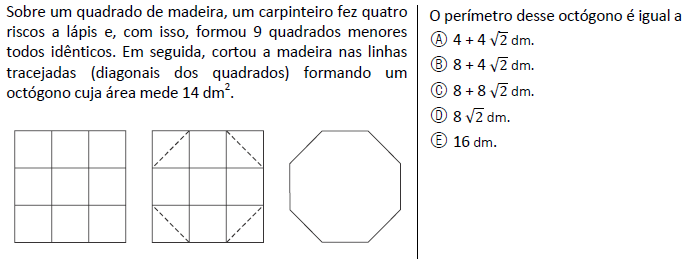 Sobre um quadrado de madeira, um carpinteiro fez quatro
riscos a lápis e, com isso, formou 9 quadrados menores
todos idênticos. Em seguida, cortou a madeira nas linhas
tracejadas (diagonais dos quadrados) formando um
octógono cuja área mede 14 dm².
O perímetro desse octógono é igual a
Ⓐ 4 + 4 √2 dm.
Ⓑ 8 + 4 √2 dm.
Ⓒ 8 + 8 √2 dm.
Ⓓ 8 √2 dm.
Ⓔ 16 dm.